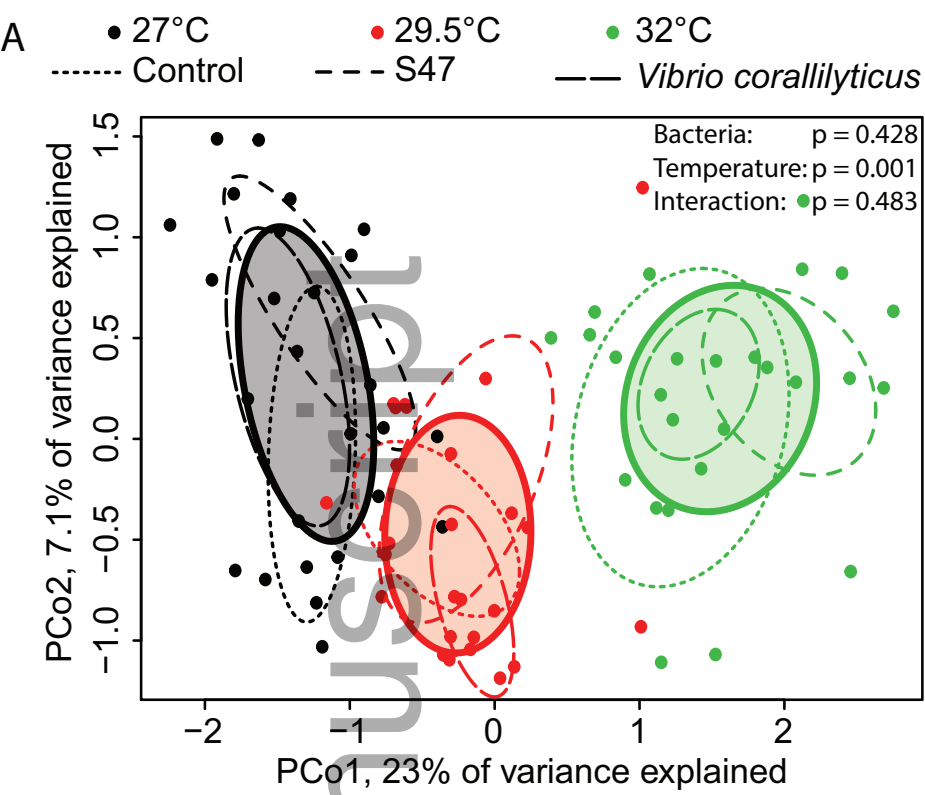 A
27°C 29.5°C 32°C
Control S47 Vibrio corallilyticus
Bacteria: p = 0.428
Temperature: p = 0.001
Interaction: p = 0.483
PCo2, 7.1% of variance explained
1.5
1.0
0.5
0.0
−0.5
−1.0
−2 −1 0 1 2
PCo1, 23% of variance explained